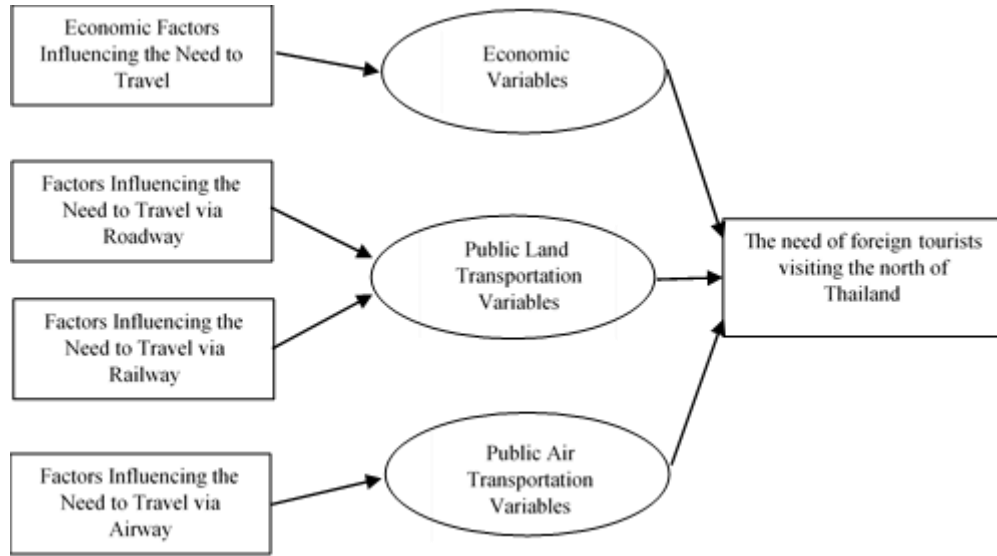 Economic Factors
Influencing the Need to
Travel
Economic
Variables
Factors Influencing the
Need to Travel via
Roadway
Public Land
Transportation
Variables
The need of foreign tourists
visiting the north of
Thailand
Factors Influencing the
Need to Travel via
Railway
Public Air
Transportation
Variables
Factors Influencing the
Need to Travel via
Airway